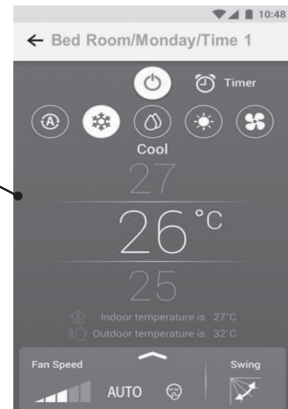 10:48
← Bed Room/Monday/Time 1
Timer
A
Cool
27
26°C
25
Indoor temperature is 27°C
Outdoor temperature is 32°C
Fan Speed
Swing
AUTO